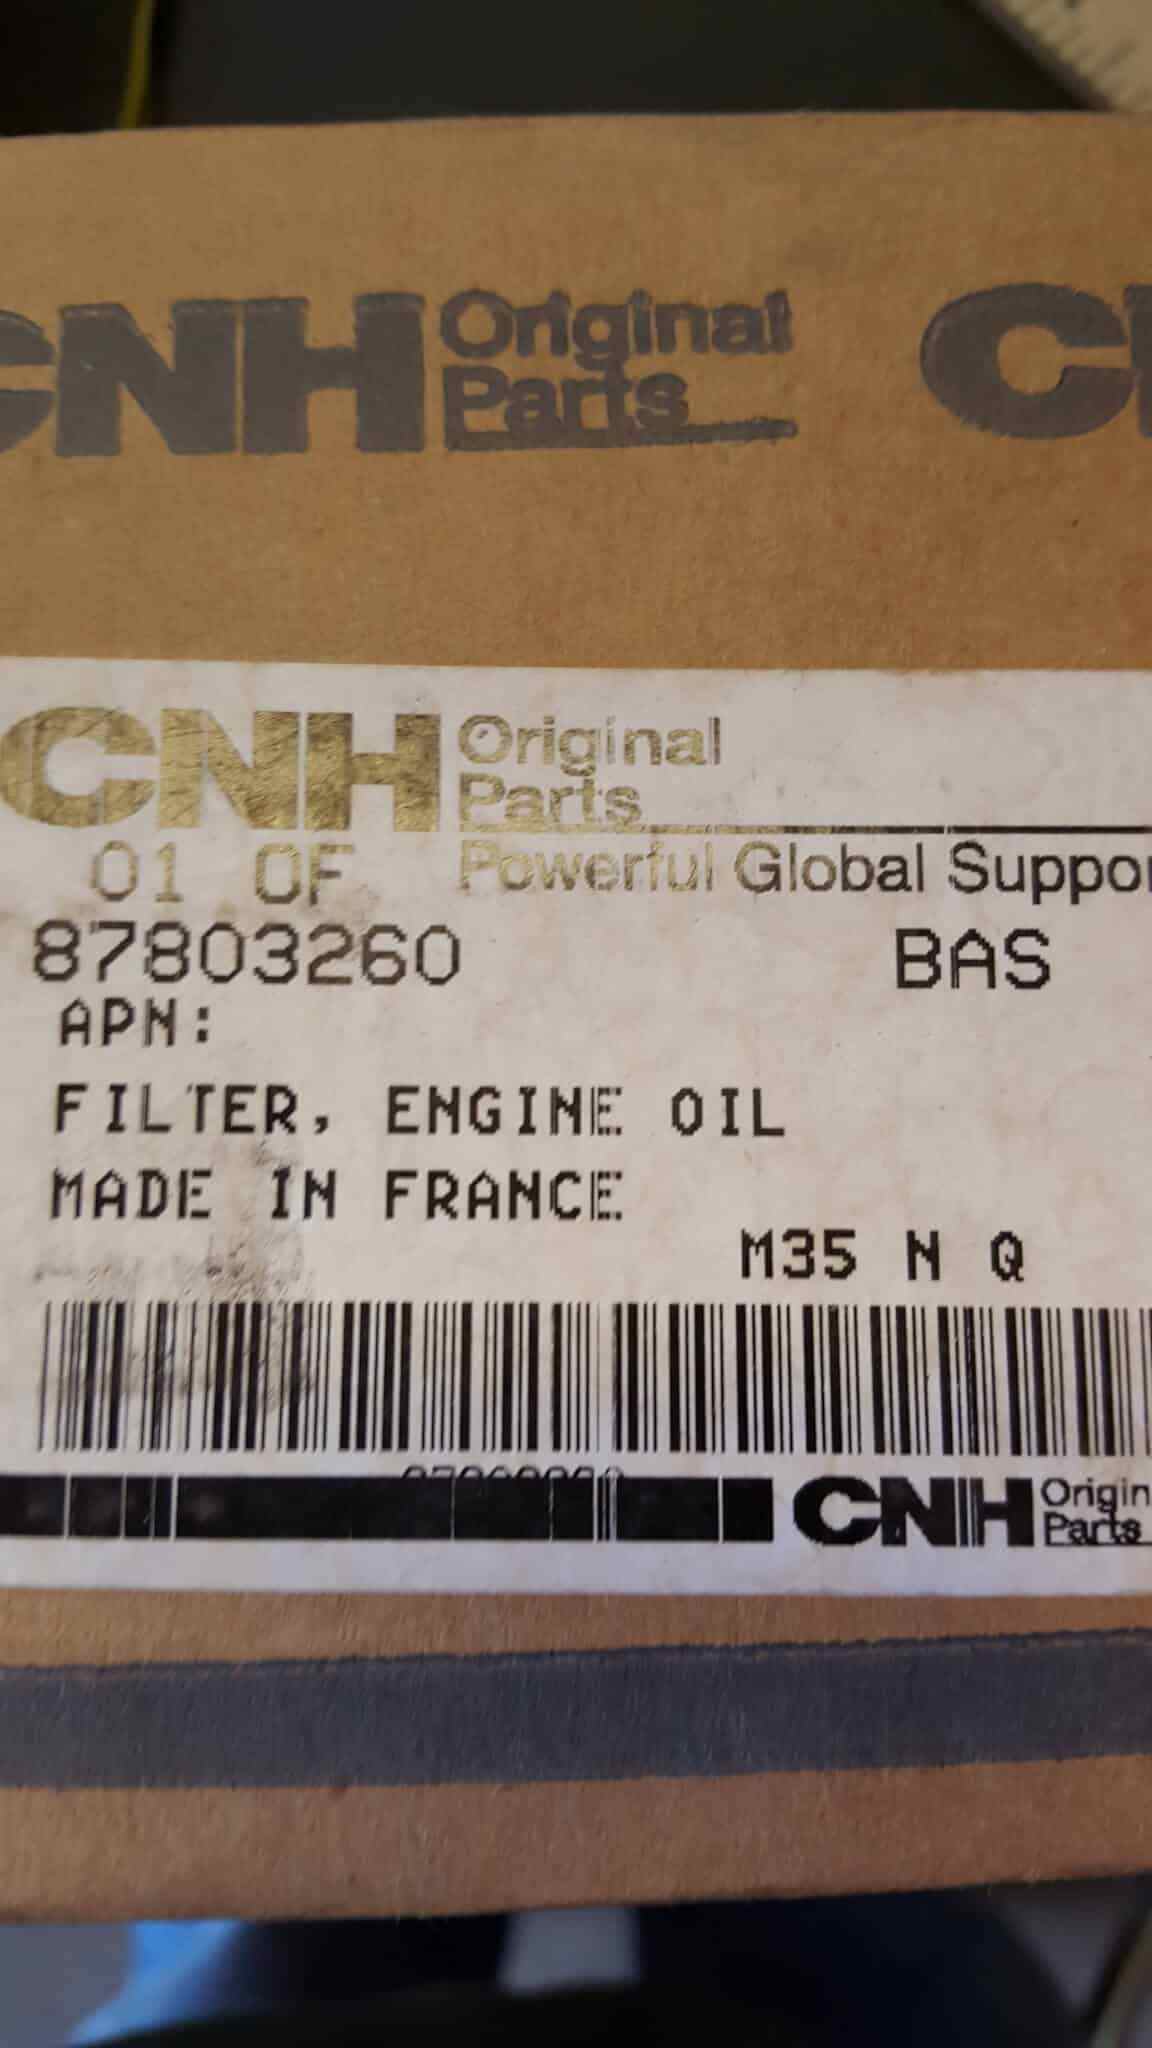 CNH Original
Parts
CNH Original
Parts
01 OF Powerful Global Suppor
87803260 BAS
APN:
FILTER, ENGINE OIL
MADE IN FRANCE
M35 N Q
CNH Origin
Parts